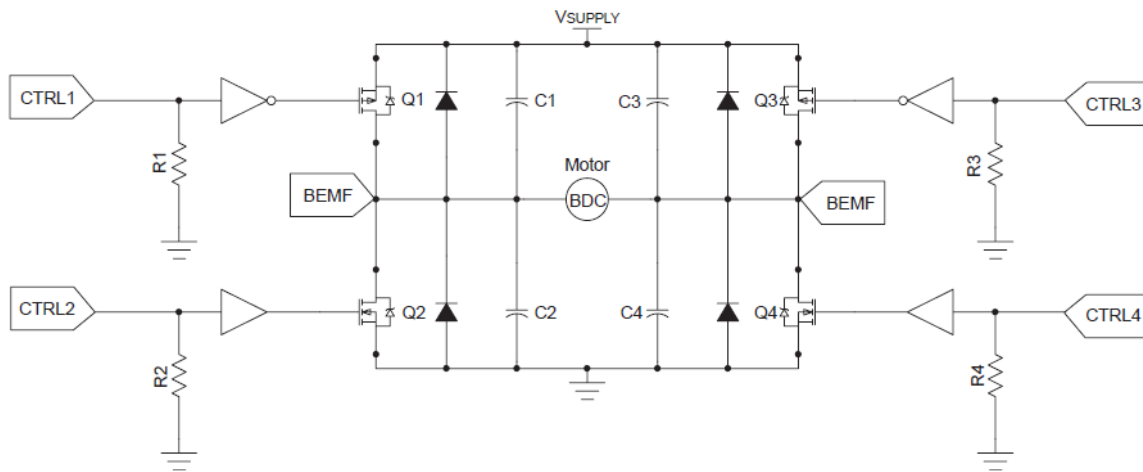 VSUPPLY
CTRL1
Q1
C1
C3
Q3
CTRL3
R1
Motor
R3
BEMF
BDC
BEMF
CTRL2
Q2
C2
C4
Q4
CTRL4
R2
R4